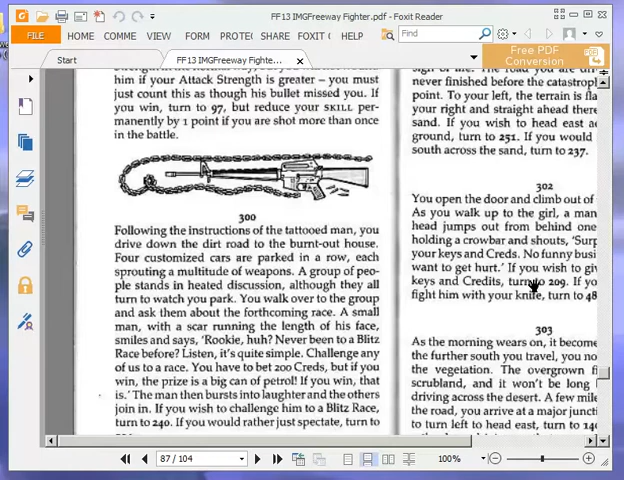 FF13 IMGFreeway Fighter.pdf - Foxit Reader
FILE
HOME
COMME
VIEW
FORM
PROTE
SHARE
FOXIT (
Find
Start
FF13 IMGFreeway Fighte...
Free PDF
Conversion
him if your Attack Strength is greater – you must
just count this as though his bullet missed you. If
you win, turn to 97, but reduce your SKILL per-
manently by 1 point if you are shot more than once
in the battle.
300
Following the instructions of the tattooed man, you
drive down the dirt road to the burnt-out house.
Four customized cars are parked in a row, each
sprouting a multitude of weapons. A group of peo-
ple stands in heated discussion, although they all
turn to watch you park. You walk over to the group
and ask them about the forthcoming race. A small
man, with a scar running the length of his face,
smiles and says, 'Rookie, huh? Never been to a Blitz
Race before? Listen, it's quite simple. Challenge any
of us to a race. You have to bet 200 Creds, but if you
win, the prize is a big can of petrol! If you win, that
is.' The man then bursts into laughter and the others
join in. If you wish to challenge him to a Blitz Race,
turn to 240. If you would rather just spectate, turn to
never finished before the catastrop
point. To your left, the terrain is fla
your right and straight ahead there
sand. If you wish to head east a
ground, turn to 251. If you would
south across the sand, turn to 237.
302
You open the door and climb out of
As you walk up to the girl, a man
head jumps out from behind one
holding a crowbar and shouts, 'Surp
your keys and Creds. No funny busi
want to get hurt.' If you wish to giv
keys and Credits, turn to 209. If yo
fight him with your knife, turn to 48
303
As the morning wears on, it become
the further south you travel, you no
the vegetation. The overgrown fi
scrubland, and it won't be long
driving across the desert. A few mile
the road, you arrive at a major juncti
to turn left to head east, turn to 140
87 / 104
100%